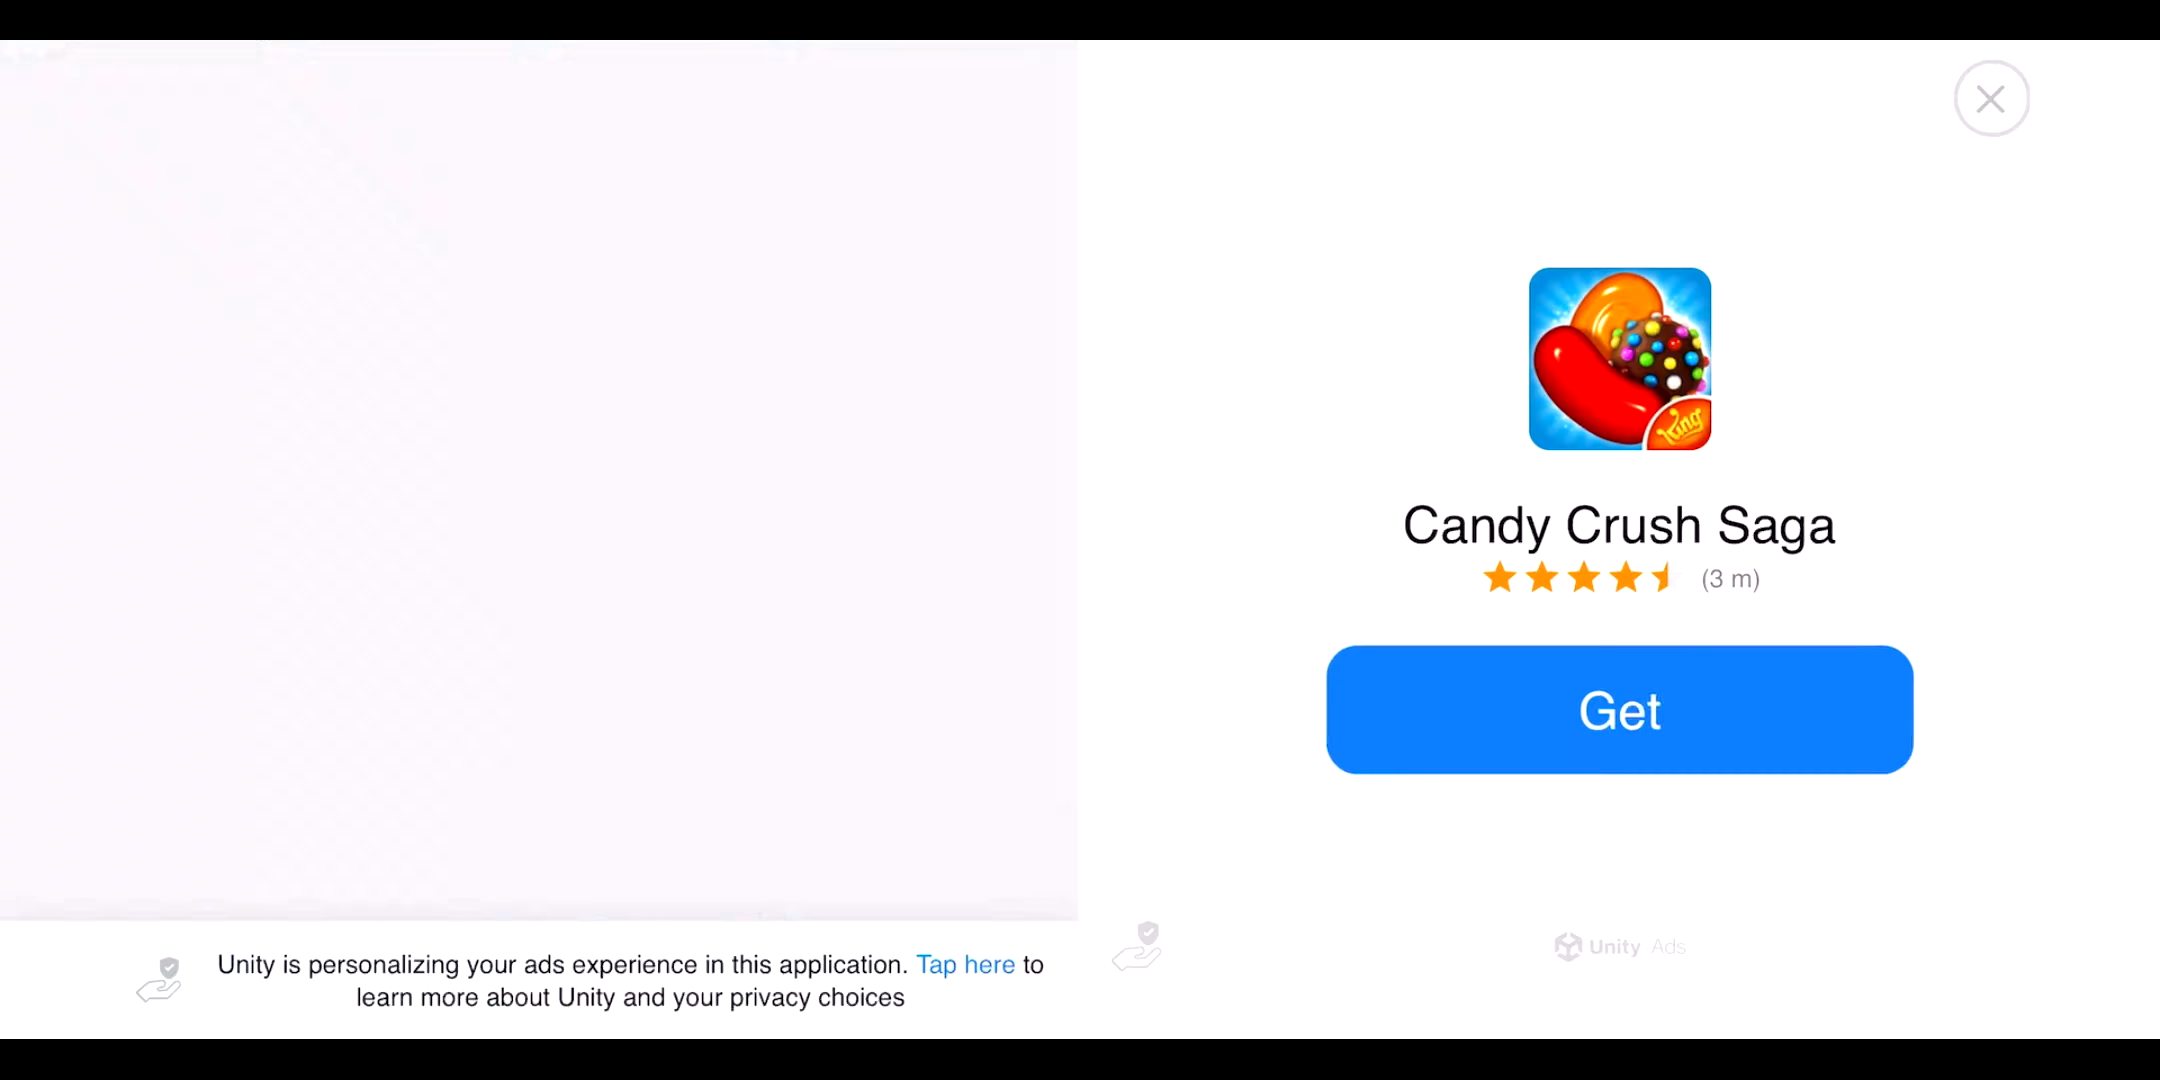 King
Candy Crush Saga
(3 m)
Get
Unity Ads
Unity is personalizing your ads experience in this application. Tap here to
learn more about Unity and your privacy choices